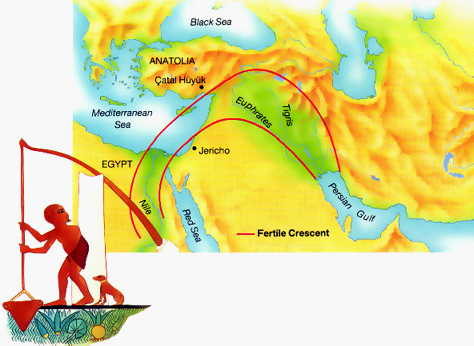 Black Sea
ANATOLIA
Çatal Hüyük
Mediterranean
Sea
Euphrates
Tigris
Jericho
EGYPT
Nile
Red Sea
Persian Gulf
Fertile Crescent